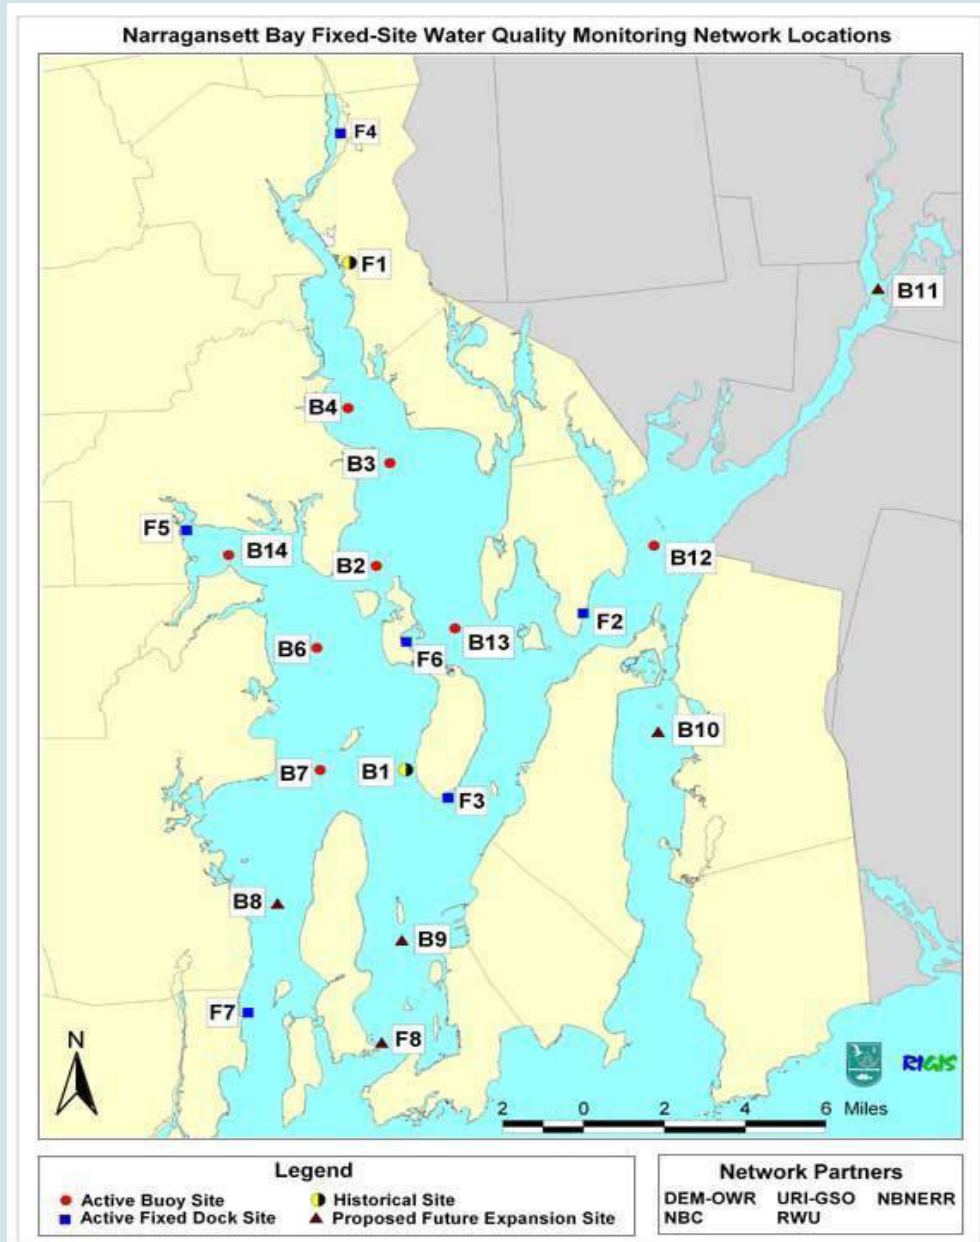 Narragansett Bay Fixed-Site Water Quality Monitoring Network Locations
F4
F1
B11
B4
B3
F5
B14
B2
B12
F2
B13
F6
B6
B10
B7
B1
F3
B8
B9
F7
F8
N
RIGIS
2 0 2 4 6 Miles
Legend
Active Buoy Site
Historical Site
Active Fixed Dock Site
Proposed Future Expansion Site
Network Partners
DEM-OWR URI-GSO NBNERR
NBC RWU